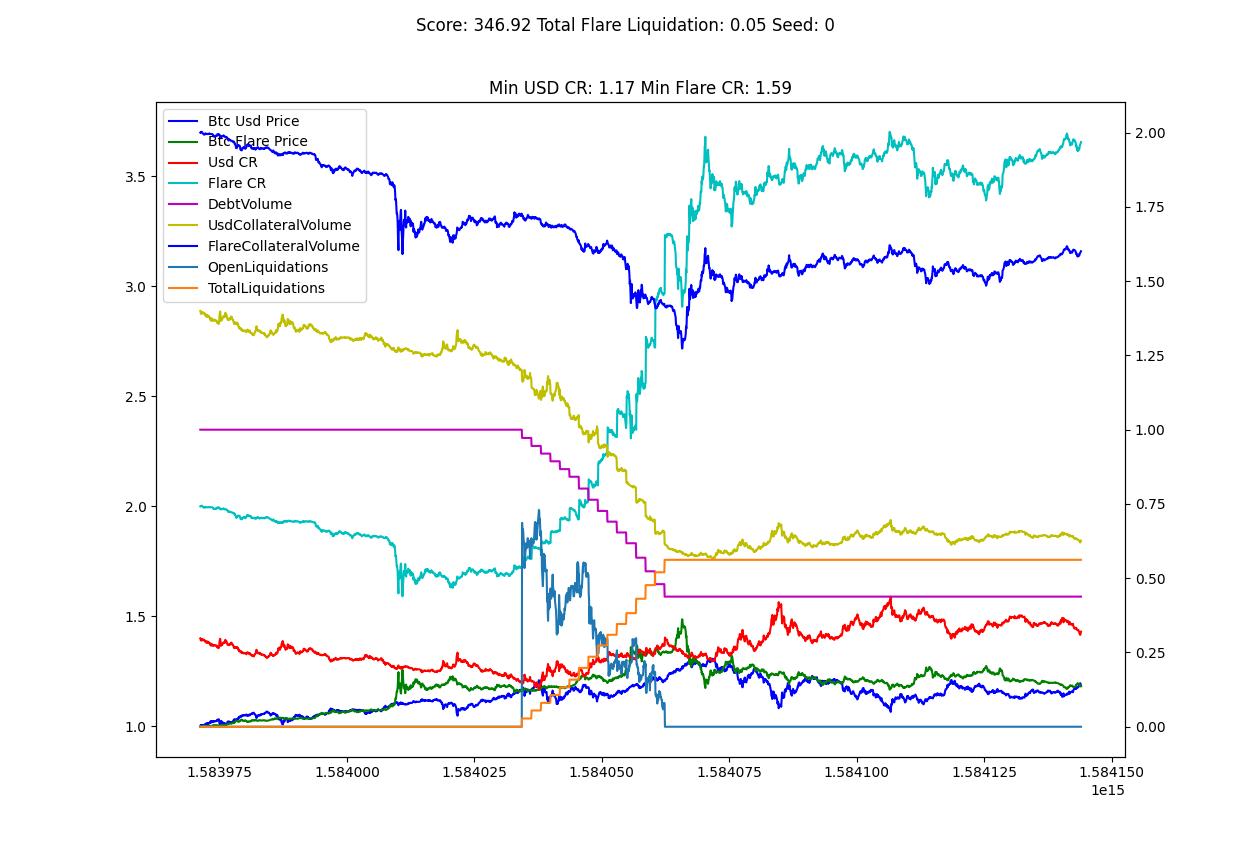 Score: 346.92 Total Flare Liquidation: 0.05 Seed: 0
Min USD CR: 1.17 Min Flare CR: 1.59
Btc Usd Price
Btc Flare Price
Usd CR
Flare CR
DebtVolume
UsdCollateralVolume
FlareCollateralVolume
OpenLiquidations
TotalLiquidations
3.5
3.0
2.5
2.0
1.5
1.0
2.00
1.75
1.50
1.25
1.00
0.75
0.50
0.25
0.00
1.583975 1.584000 1.584025 1.584050 1.584075 1.584100 1.584125 1.584150
1e15